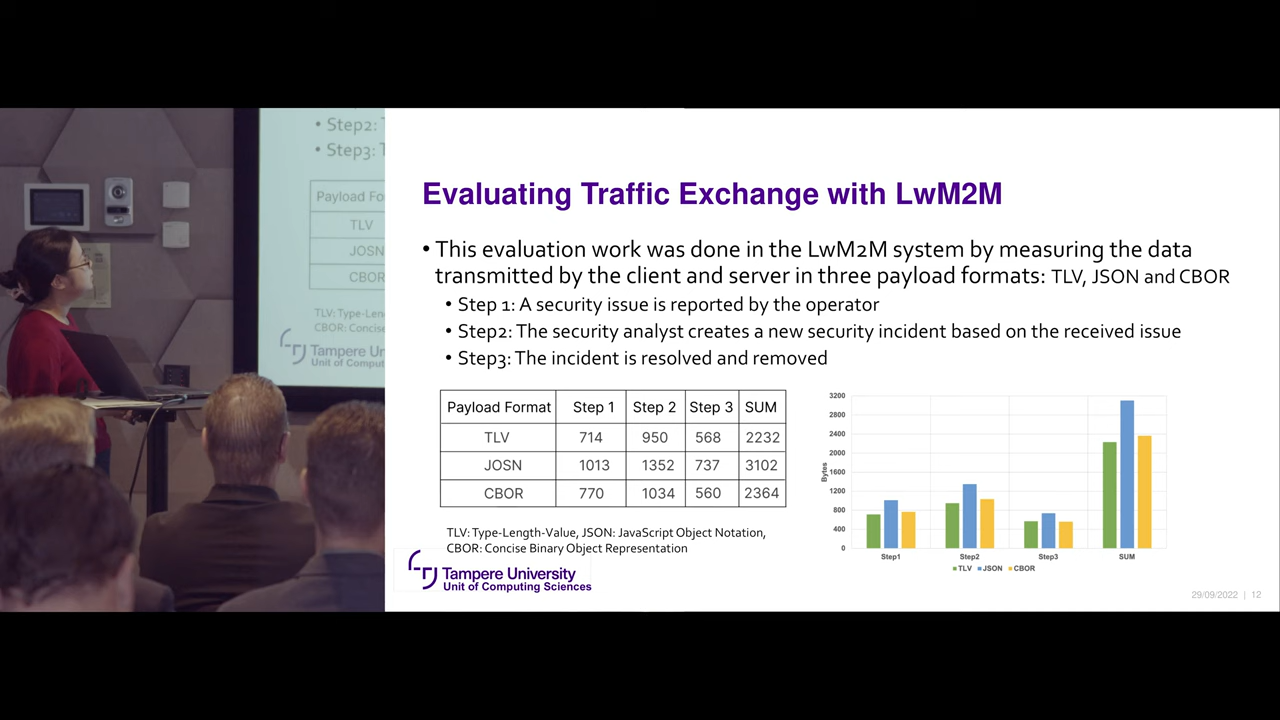 • Step2: T
• Step3: T
Payload Fo
TLV
JOSN
CBOR
TLV: Type-Leng
CBOR: Concise
Tampere Un
Unit of Comput
Evaluating Traffic Exchange with LwM2M
• This evaluation work was done in the LwM2M system by measuring the data
transmitted by the client and server in three payload formats: TLV, JSON and CBOR
• Step 1: A security issue is reported by the operator
• Step2: The security analyst creates a new security incident based on the received issue
• Step3: The incident is resolved and removed
Payload Format Step 1 Step 2 Step 3 SUM
TLV 714 950 568 2232
JOSN 1013 1352 737 3102
CBOR 770 1034 560 2364
TLV: Type-Length-Value, JSON: JavaScript Object Notation,
CBOR: Concise Binary Object Representation
Bytes
3200
2800
2400
2000
1600
1200
800
400
0
Step1 Step2 Step3 SUM
TLV JSON CBOR
Tampere University
Unit of Computing Sciences
29/09/2022 | 12